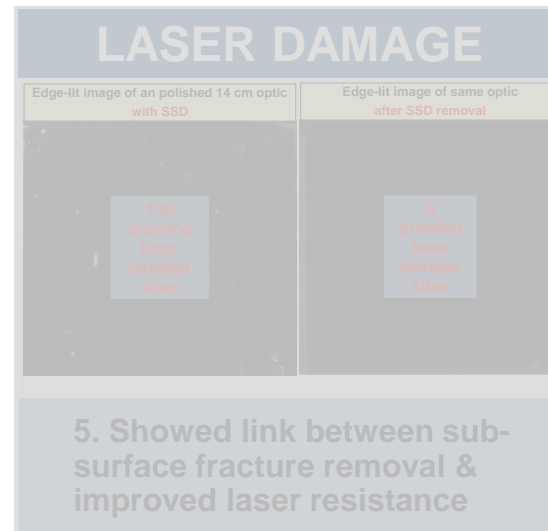 LASER DAMAGE
Edge-lit image of an polished 14 cm optic
with SSD
Edge-lit image of same optic
after SSD removal
growing
laser
damage
sites
0
growing
laser
damage
sites
5. Showed link between sub-
surface fracture removal &
improved laser resistance